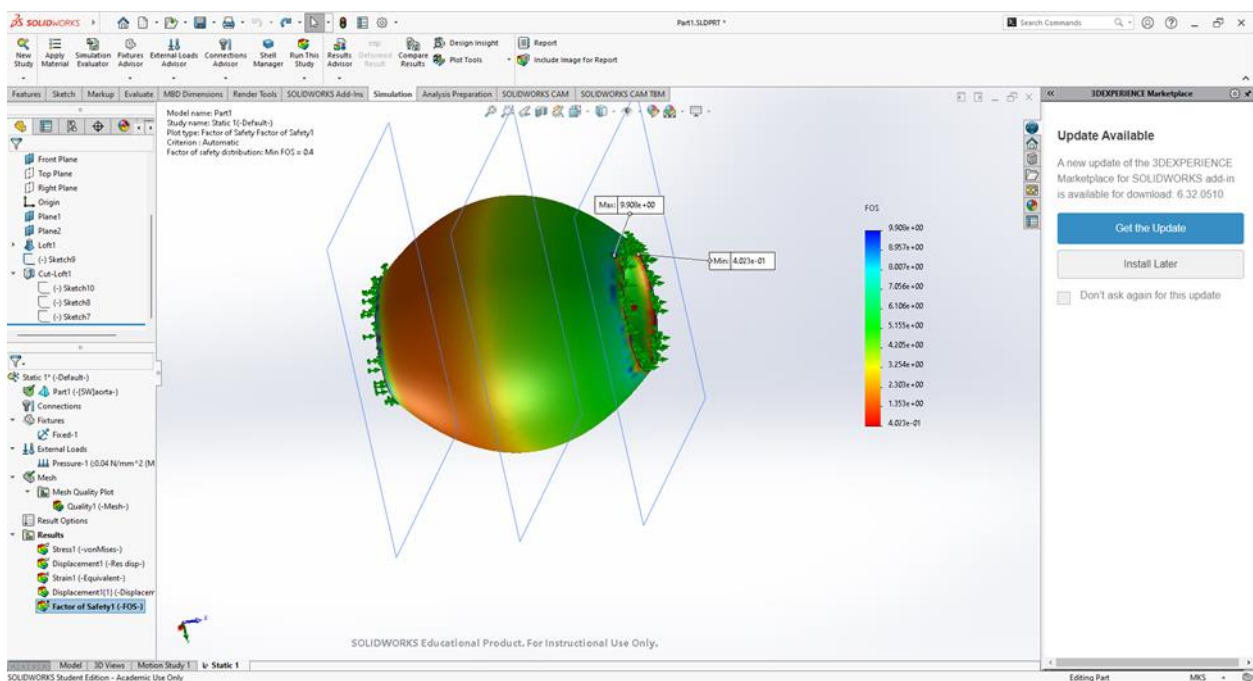 SOLIDWORKS
Part1.SLDPRT *
Search Commands
New Study
Apply Material
Simulation Evaluator
Fixtures Advisor
External Loads Advisor
Connections Advisor
Shell Manager
Run This Study
Results Advisor
Deformed Result
Compare Results
Design Insight
Plot Tools
Report
Include Image for Report
Features Sketch Markup Evaluate MBD Dimensions Render Tools SOLIDWORKS Add-Ins Simulation Analysis Preparation SOLIDWORKS CAM SOLIDWORKS CAM TBM
3DEXPERIENCE Marketplace
Model name: Part1
Study name: Static 1(-Default-)
Plot type: Factor of Safety Factor of Safety1
Criterion : Automatic
Factor of safety distribution: Min FOS = 0.4
Front Plane
Top Plane
Right Plane
Origin
Plane1
Plane2
Loft1
(-) Sketch9
Cut-Loft1
(-) Sketch10
(-) Sketch8
(-) Sketch7
Static 1* (-Default-)
Part1 (-[SW]aorta-)
Connections
Fixtures
Fixed-1
External Loads
Pressure-1 (:0.04 N/mm^2 (M
Mesh
Mesh Quality Plot
Quality1 (-Mesh-)
Result Options
Results
Stress1 (-vonMises-)
Displacement1 (-Res disp-)
Strain1 (-Equivalent-)
Displacement1(1) (-Displacem
Factor of Safety1 (-FOS-)
Max: 9.908e+00
Min: 4.023e-01
FOS
9.908e+00
8.957e+00
8.007e+00
7.056e+00
6.106e+00
5.155e+00
4.205e+00
3.254e+00
2.303e+00
1.353e+00
4.023e-01
Update Available
A new update of the 3DEXPERIENCE
Marketplace for SOLIDWORKS add-in
is available for download: 6.32.0510
Get the Update
Install Later
Don't ask again for this update
SOLIDWORKS Educational Product. For Instructional Use Only.
Model 3D Views Motion Study 1 Static 1
SOLIDWORKS Student Edition - Academic Use Only
Editing Part
MKS